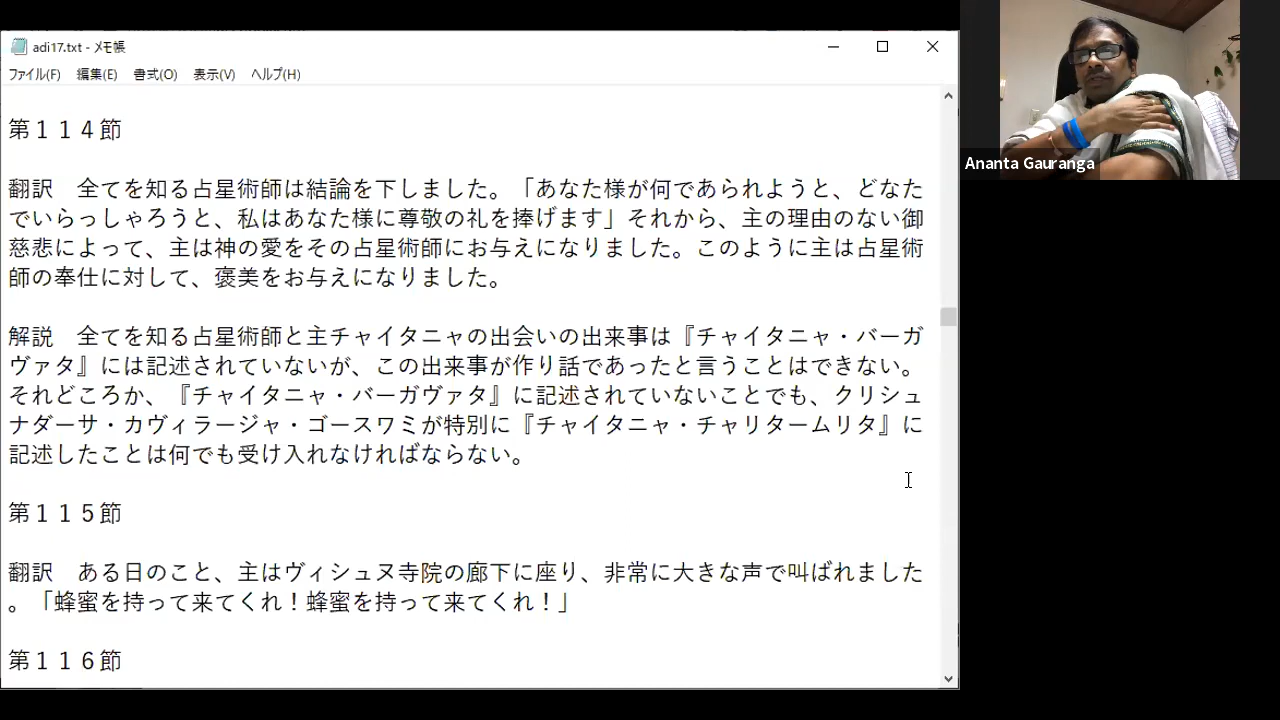 adi17.txt - メモ帳
ファイル(F) 編集(E) 書式(O) 表示(V) ヘルプ(H)
第１１４節
翻訳　全てを知る占星術師は結論を下しました。「あなた様が何であられようと、どなた
でいらっしゃろうと、私はあなた様に尊敬の礼を捧げます」それから、主の理由のない御
慈悲によって、主は神の愛をその占星術師にお与えになりました。このように主は占星術
師の奉仕に対して、褒美をお与えになりました。
解説　全てを知る占星術師と主チャイタニャの出会いの出来事は『チャイタニャ・バーガ
ヴァタ』には記述されていないが、この出来事が作り話であったと言うことはできない。
それどころか、『チャイタニャ・バーガヴァタ』に記述されていないことでも、クリシュ
ナダーサ・カヴィラージャ・ゴースワミが特別に『チャイタニャ・チャリタームリタ』に
記述したことは何でも受け入れなければならない。
第１１５節
翻訳　ある日のこと、主はヴィシュヌ寺院の廊下に座り、非常に大きな声で叫ばれました
。「蜂蜜を持って来てくれ！蜂蜜を持って来てくれ！」
第１１６節
Ananta Gauranga